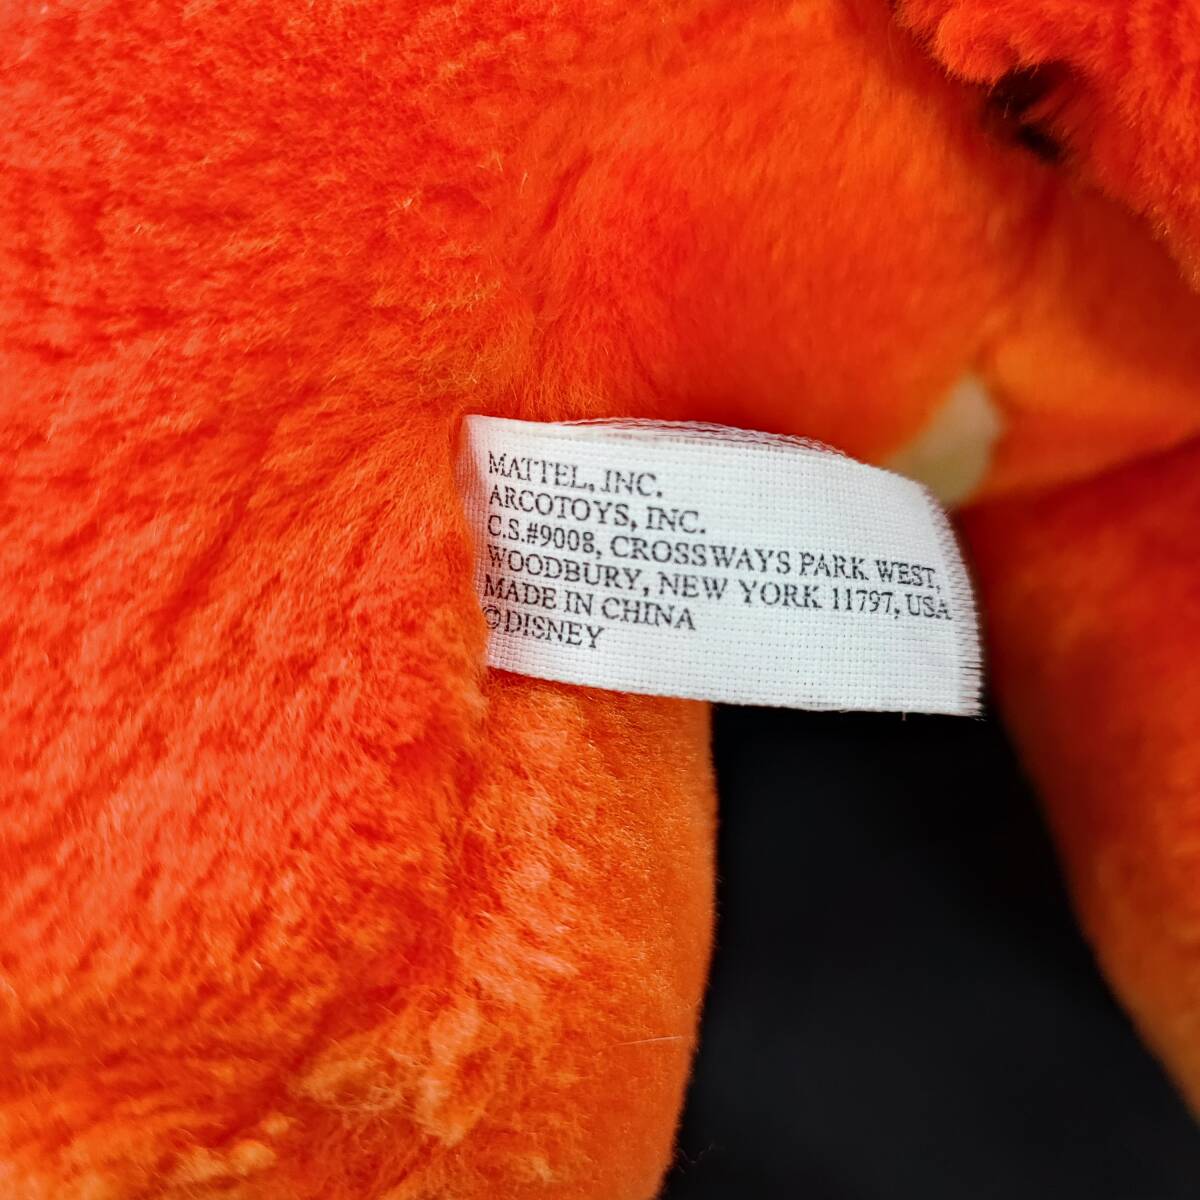 MATTEL, INC.
ARCOTOYS, INC.
C.S.#9008, CROSSWAYS PARK WEST,
WOODBURY, NEW YORK 11797, USA
MADE IN CHINA
©DISNEY